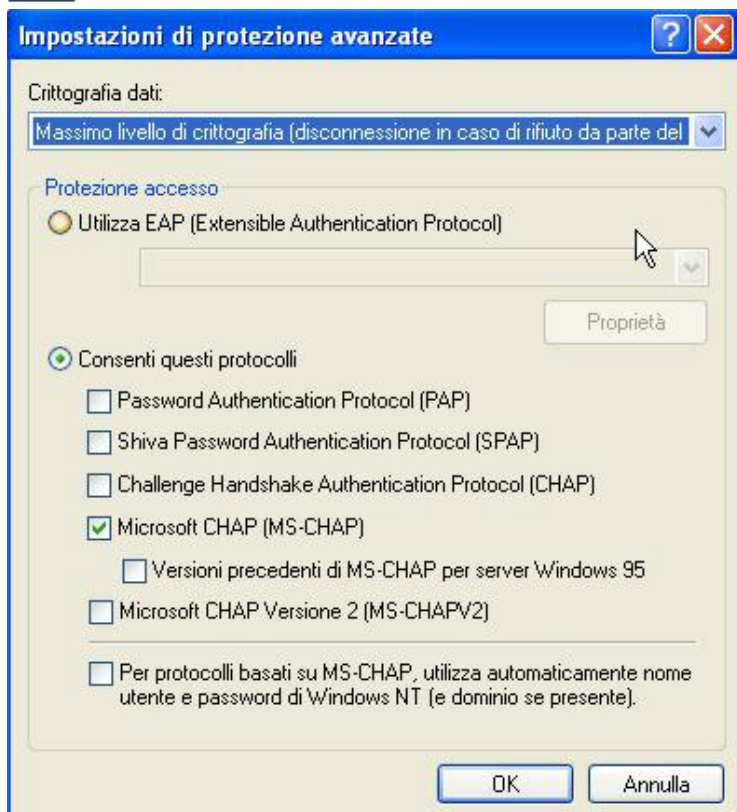 Impostazioni di protezione avanzate
Crittografia dati:
Massimo livello di crittografia (disconnessione in caso di rifiuto da parte del
Protezione accesso
Utilizza EAP (Extensible Authentication Protocol)
Proprietà
Consenti questi protocolli
Password Authentication Protocol (PAP)
Shiva Password Authentication Protocol (SPAP)
Challenge Handshake Authentication Protocol (CHAP)
Microsoft CHAP (MS-CHAP)
Versioni precedenti di MS-CHAP per server Windows 95
Microsoft CHAP Versione 2 (MS-CHAPV2)
Per protocolli basati su MS-CHAP, utilizza automaticamente nome
utente e password di Windows NT (e dominio se presente).
OK Annulla